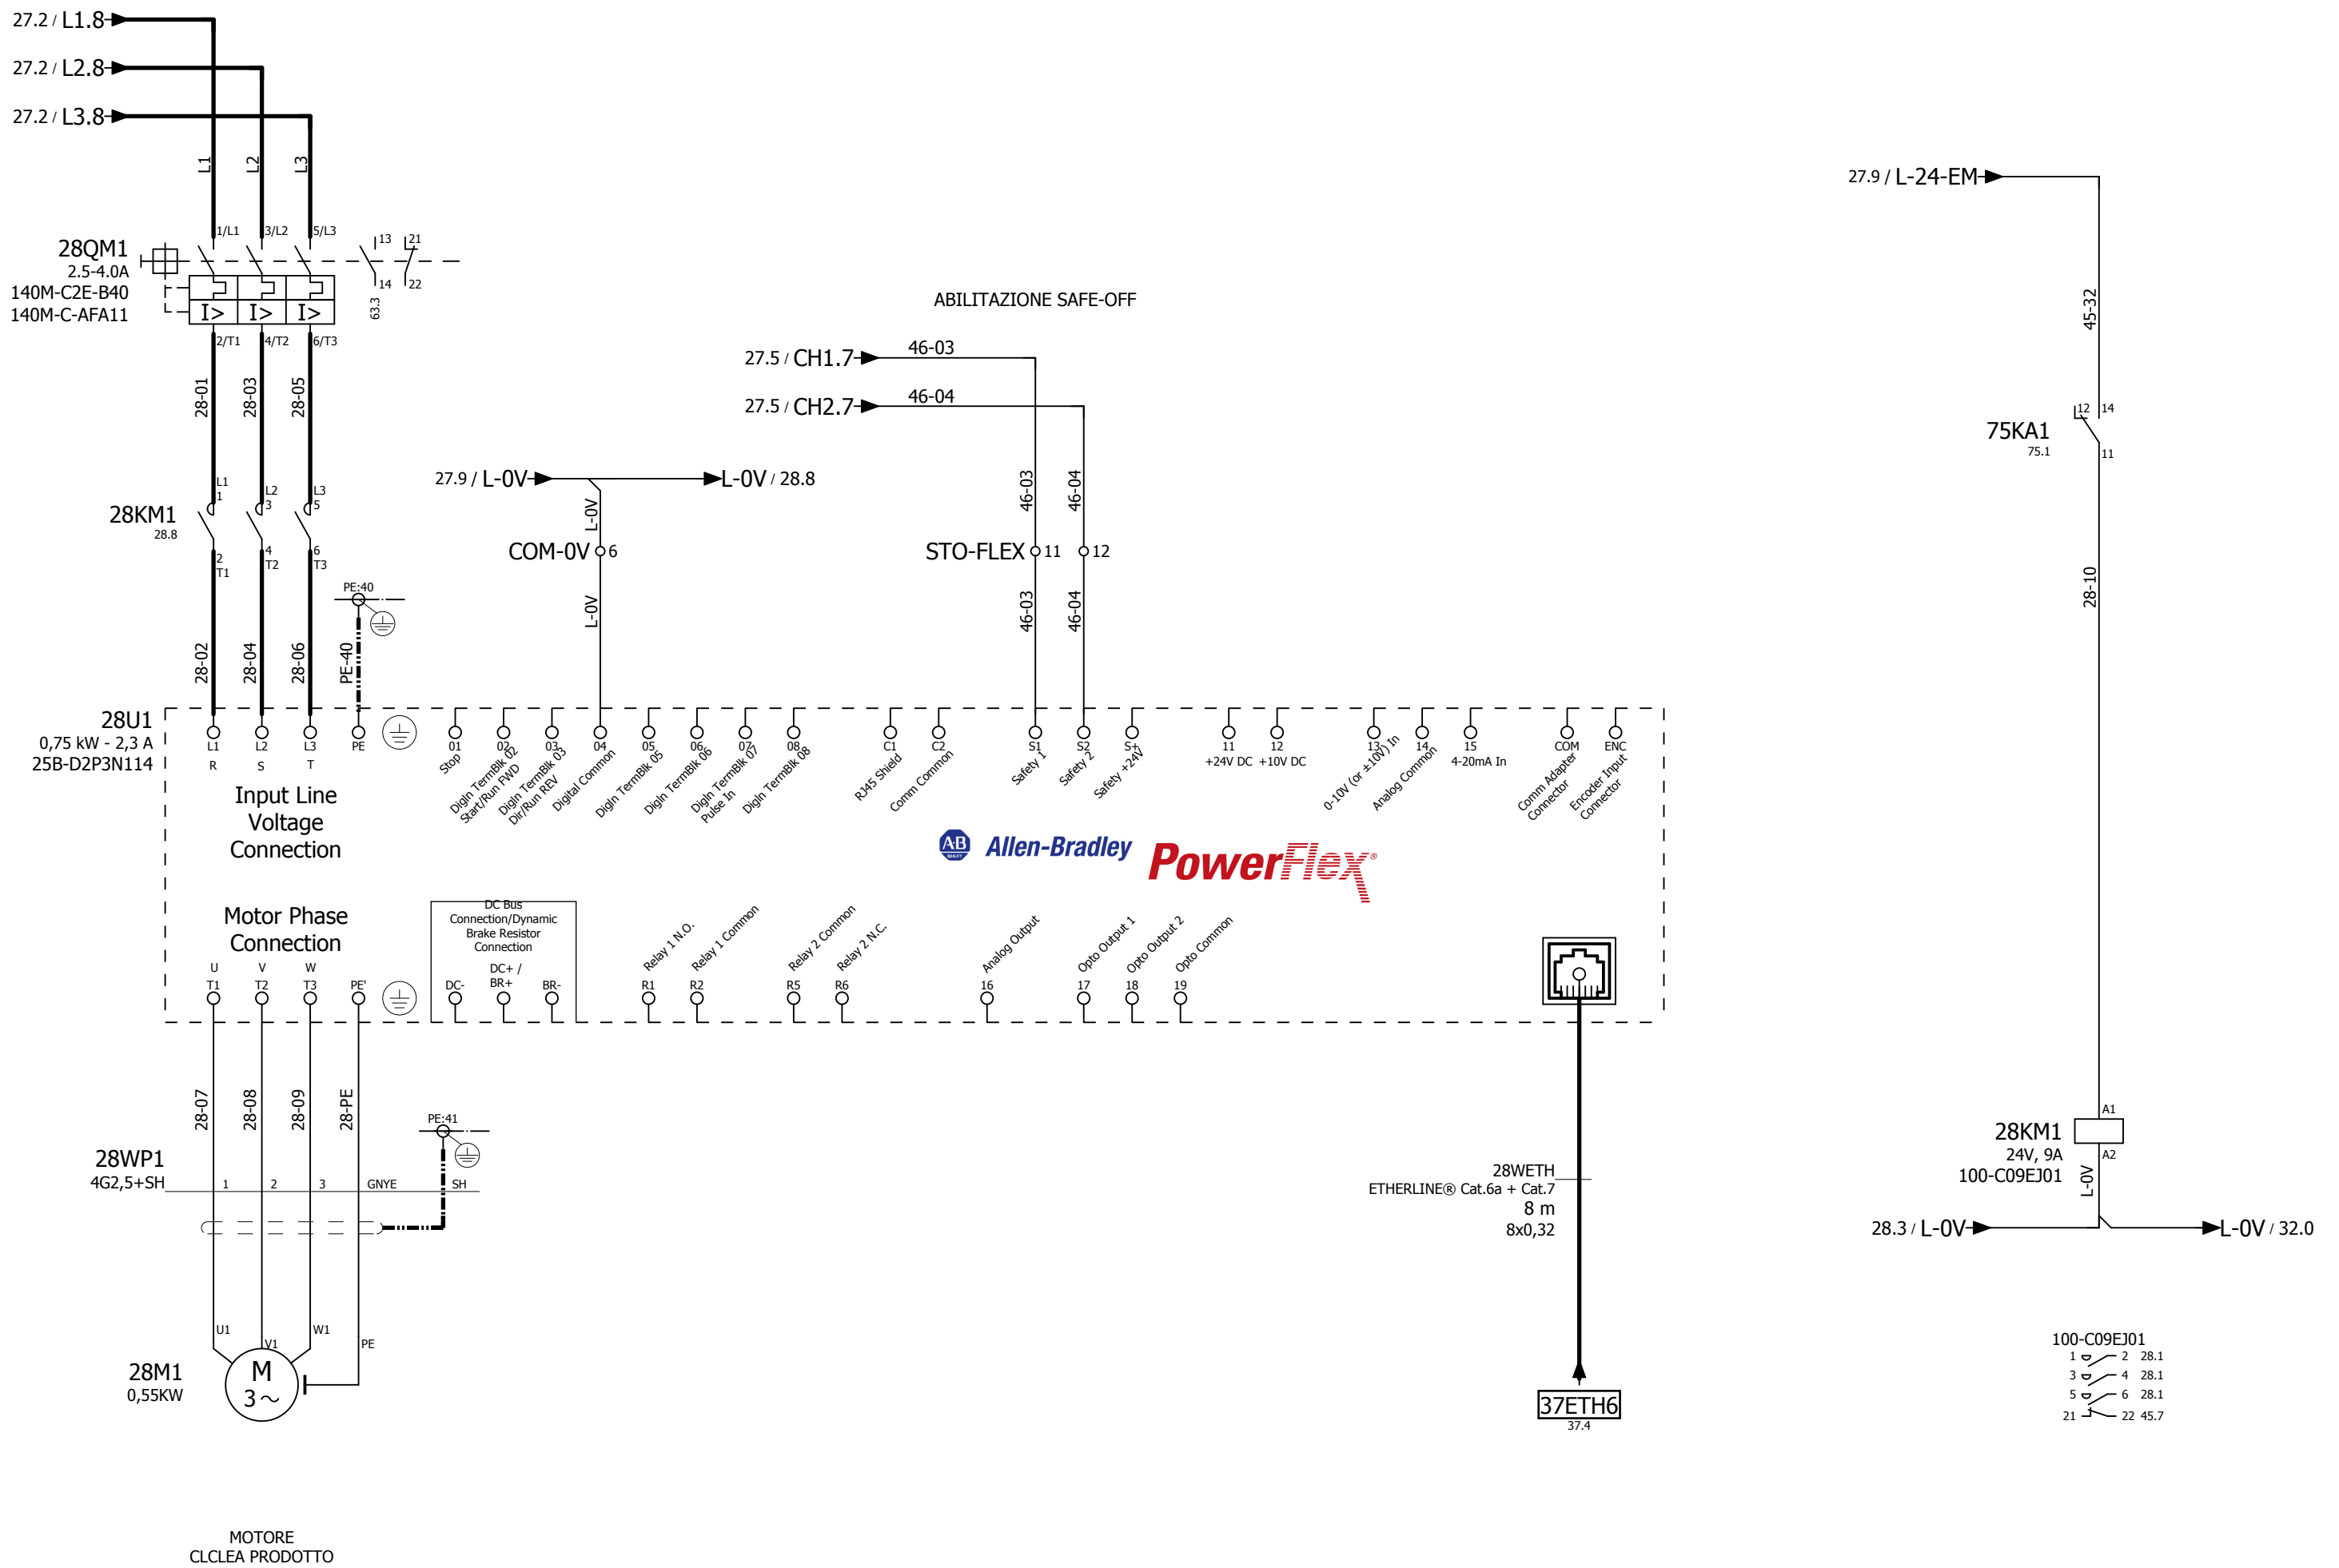 27.2 / L1.8
27.2 / L2.8
27.2 / L3.8
L1 L2 L3
1/L1 3/L2 5/L3
13 21
14 22
63.3
28QM1
2.5-4.0A
140M-C2E-B40
140M-C-AFA11
I> I> I>
2/T1 4/T2 6/T3
28-01 28-03 28-05
L1 L2 L3
1 3 5
28KM1
28.8
2 4 6
T1 T2 T3
28-02 28-04 28-06
PE:40
PE-40
ABILITAZIONE SAFE-OFF
27.5 / CH1.7 46-03
27.5 / CH2.7 46-04
27.9 / L-0V L-0V / 28.8
L-0V
COM-0V 6
L-0V
46-03 46-04
STO-FLEX 11 12
46-03 46-04
27.9 / L-24-EM
45-32
12 14
75KA1
75.1
11
28-10
28U1
0,75 kW - 2,3 A
25B-D2P3N114
L1 L2 L3 PE
R S T
Input Line
Voltage
Connection
01
Stop
02
DigIn TermBlk 02
Start/Run FWD
03
DigIn TermBlk 03
Dir/Run REV
04
Digital Common
05
DigIn TermBlk 05
06
DigIn TermBlk 06
07
DigIn TermBlk 07
Pulse In
08
DigIn TermBlk 08
C1
RJ45 Shield
C2
Comm Common
S1
Safety 1
S2
Safety 2
S+
Safety +24V
11
+24V DC
12
+10V DC
13
0-10V (or ±10V) In
14
Analog Common
15
4-20mA In
COM
Comm Adapter
Connector
ENC
Encoder Input
Connector
AB
QUALITY
Allen-Bradley
PowerFlex®
Motor Phase
Connection
U V W
T1 T2 T3 PE'
DC Bus
Connection/Dynamic
Brake Resistor
Connection
DC-
DC+ /
BR+
BR-
Relay 1 N.O.
R1
Relay 1 Common
R2
Relay 2 Common
R5
Relay 2 N.C.
R6
Analog Output
16
Opto Output 1
17
Opto Output 2
18
Opto Common
19
28-07 28-08 28-09 28-PE
PE:41
28WP1
4G2,5+SH
1 2 3 GNYE SH
U1 V1 W1 PE
28M1
0,55KW
M
3~
28WETH
ETHERLINE® Cat.6a + Cat.7
8 m
8x0,32
37ETH6
37.4
A1
28KM1
24V, 9A
100-C09EJ01
A2
L-0V
28.3 / L-0V L-0V / 32.0
100-C09EJ01
1 2 28.1
3 4 28.1
5 6 28.1
21 22 45.7
MOTORE
CLCLEA PRODOTTO